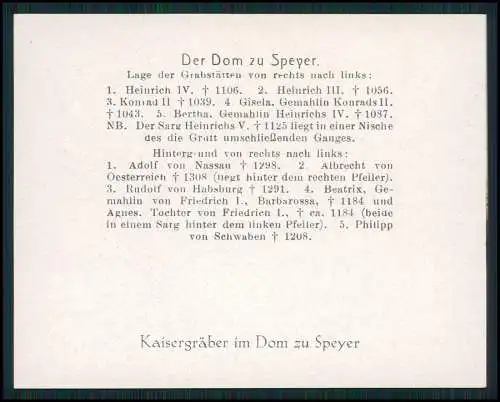 Der Dom zu Speyer.
Lage der Grabstätten von rechts nach links:
1. Heinrich IV. † 1106. 2. Heinrich III. † 1056.
3. Konrad II † 1039. 4 Gisela, Gemahlin Konrads II.
† 1043. 5. Bertha, Gemahlin Heinrichs IV. † 1087.
NB. Der Sarg Heinrichs V. † 1125 liegt in einer Nische
des die Gruft umschließenden Ganges.
Hintergrund von rechts nach links:
1. Adolf von Nassau † 1298. 2. Albrecht von
Oesterreich † 1308 (liegt hinter dem rechten Pfeiler).
3. Rudolf von Habsburg † 1291. 4. Beatrix, Ge-
mahlin von Friedrich I., Barbarossa, † 1184 und
Agnes, Tochter von Friedrich I., † ca. 1184 (beide
in einem Sarg hinter dem linken Pfeiler). 5. Philipp
von Schwaben † 1208.
Kaisergräber im Dom zu Speyer